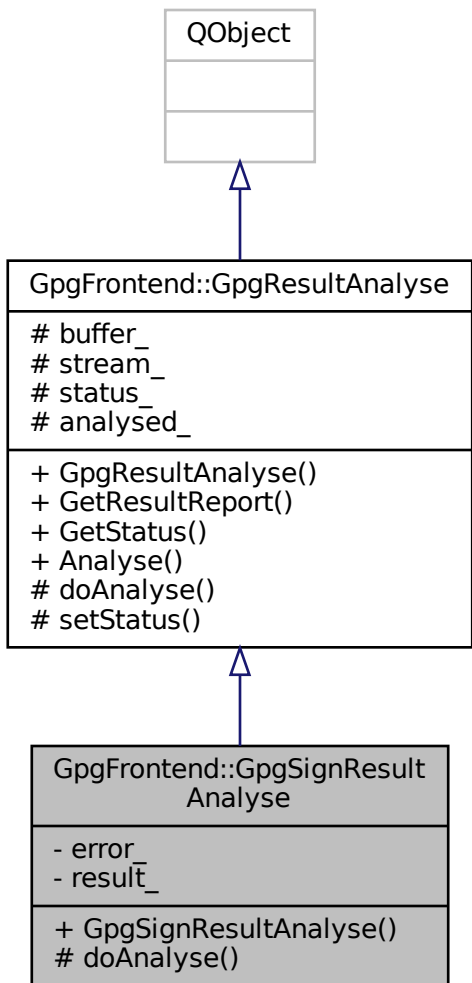 QObject
GpgFrontend::GpgResultAnalyse
# buffer_
# stream_
# status_
# analysed_
+ GpgResultAnalyse()
+ GetResultReport()
+ GetStatus()
+ Analyse()
# doAnalyse()
# setStatus()
GpgFrontend::GpgSignResult
Analyse
- error_
- result_
+ GpgSignResultAnalyse()
# doAnalyse()